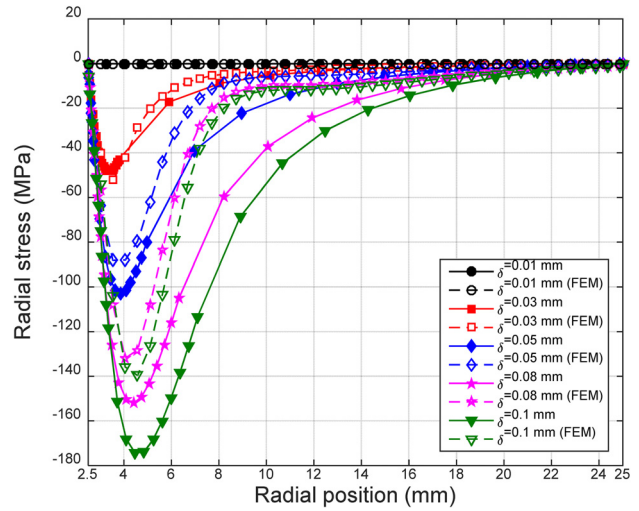 20
0
-20
-40
-60
-80
-100
-120
-140
-160
-180
Radial stress (MPa)
δ=0.01 mm
δ=0.01 mm (FEM)
δ=0.03 mm
δ=0.03 mm (FEM)
δ=0.05 mm
δ=0.05 mm (FEM)
δ=0.08 mm
δ=0.08 mm (FEM)
δ=0.1 mm
δ=0.1 mm (FEM)
2.5 4 6 8 10 12 14 16 18 20 22 24 25
Radial position (mm)